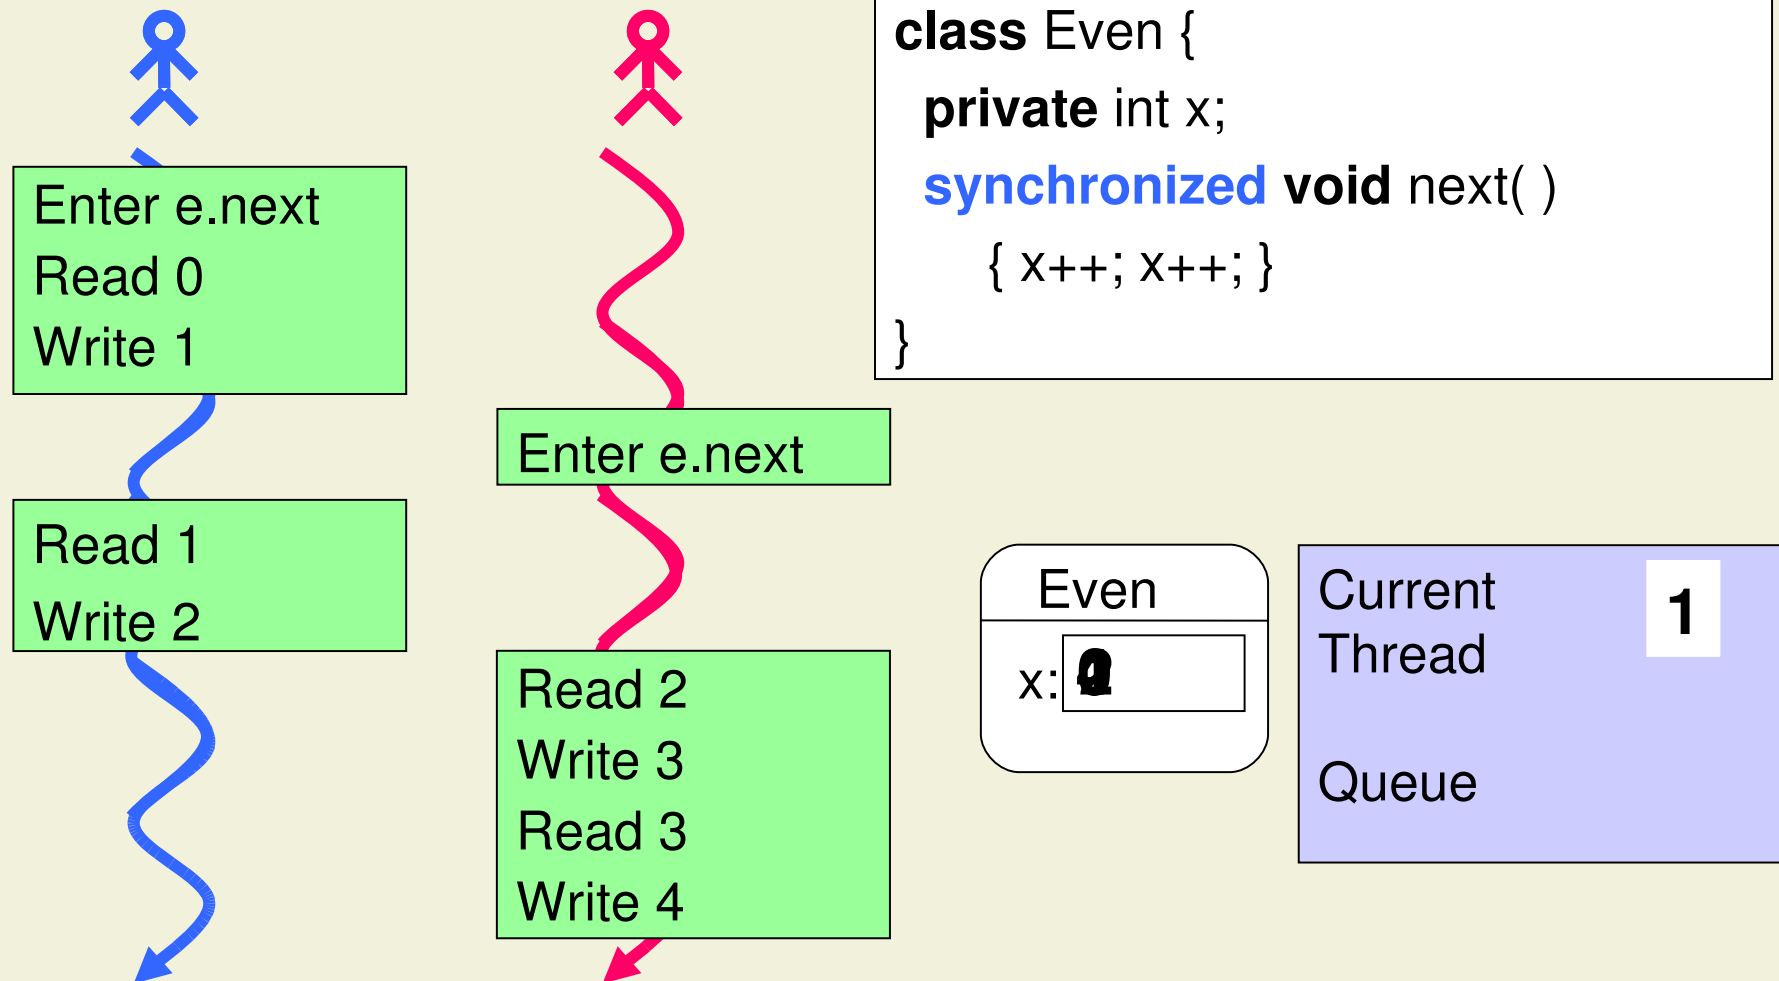 Enter e.next
Read 0
Write 1
Read 1
Write 2
Enter e.next
Read 2
Write 3
Read 3
Write 4
class Even {
private int x;
synchronized void next( )
{ x++; x++; }
}
Even
x:
Current
Thread
1
Queue